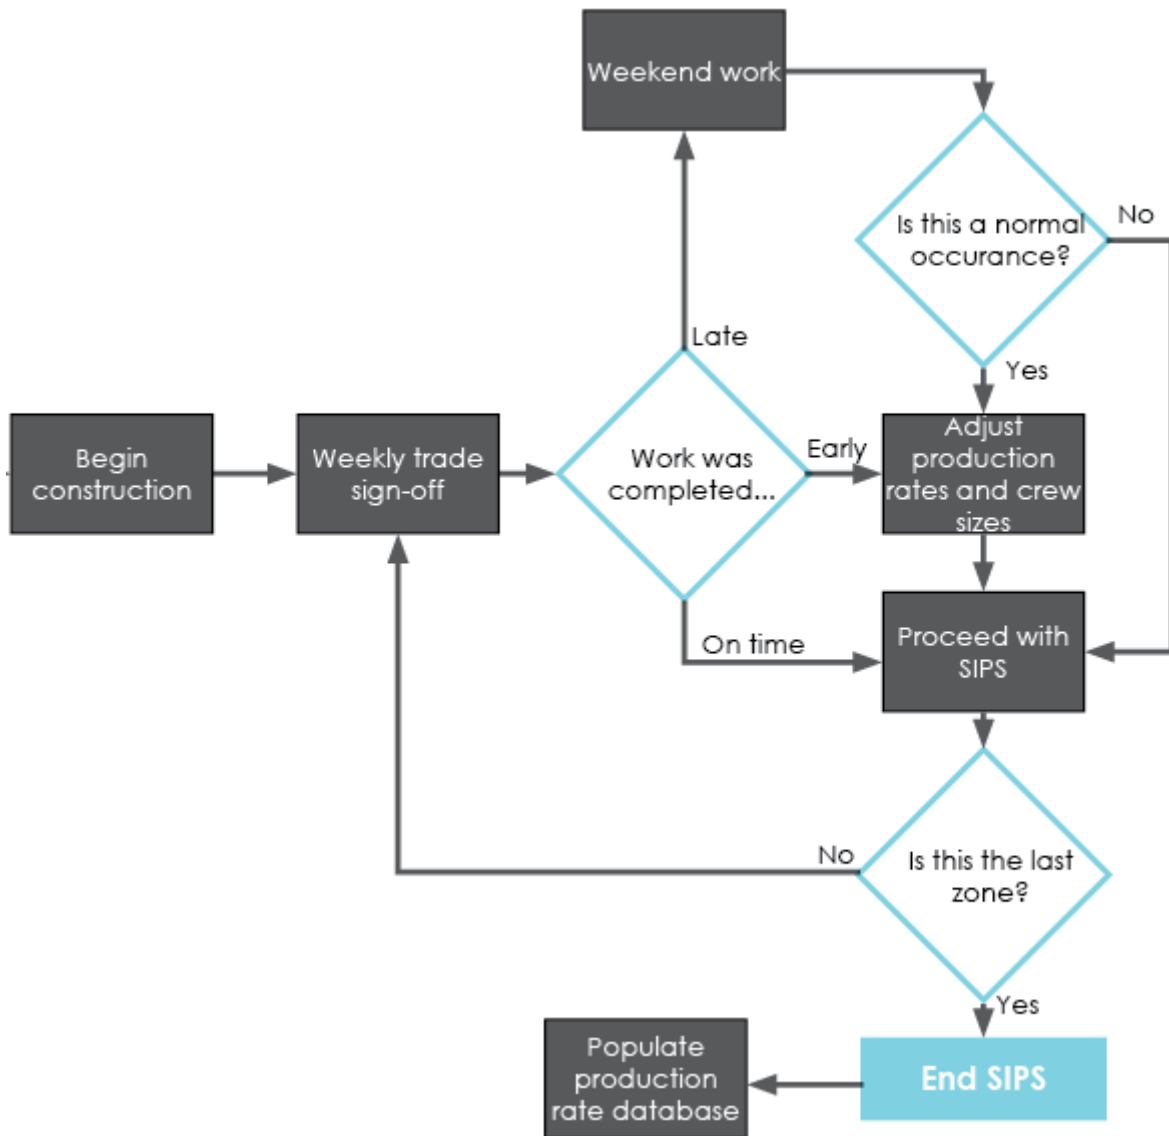 Weekend work
Is this a normal
occurance?
No
Late
Yes
Begin
construction
Weekly trade
sign-off
Work was
completed...
Early
Adjust
production
rates and crew
sizes
On time
Proceed with
SIPS
No
Is this the last
zone?
Yes
Populate
production
rate database
End SIPS